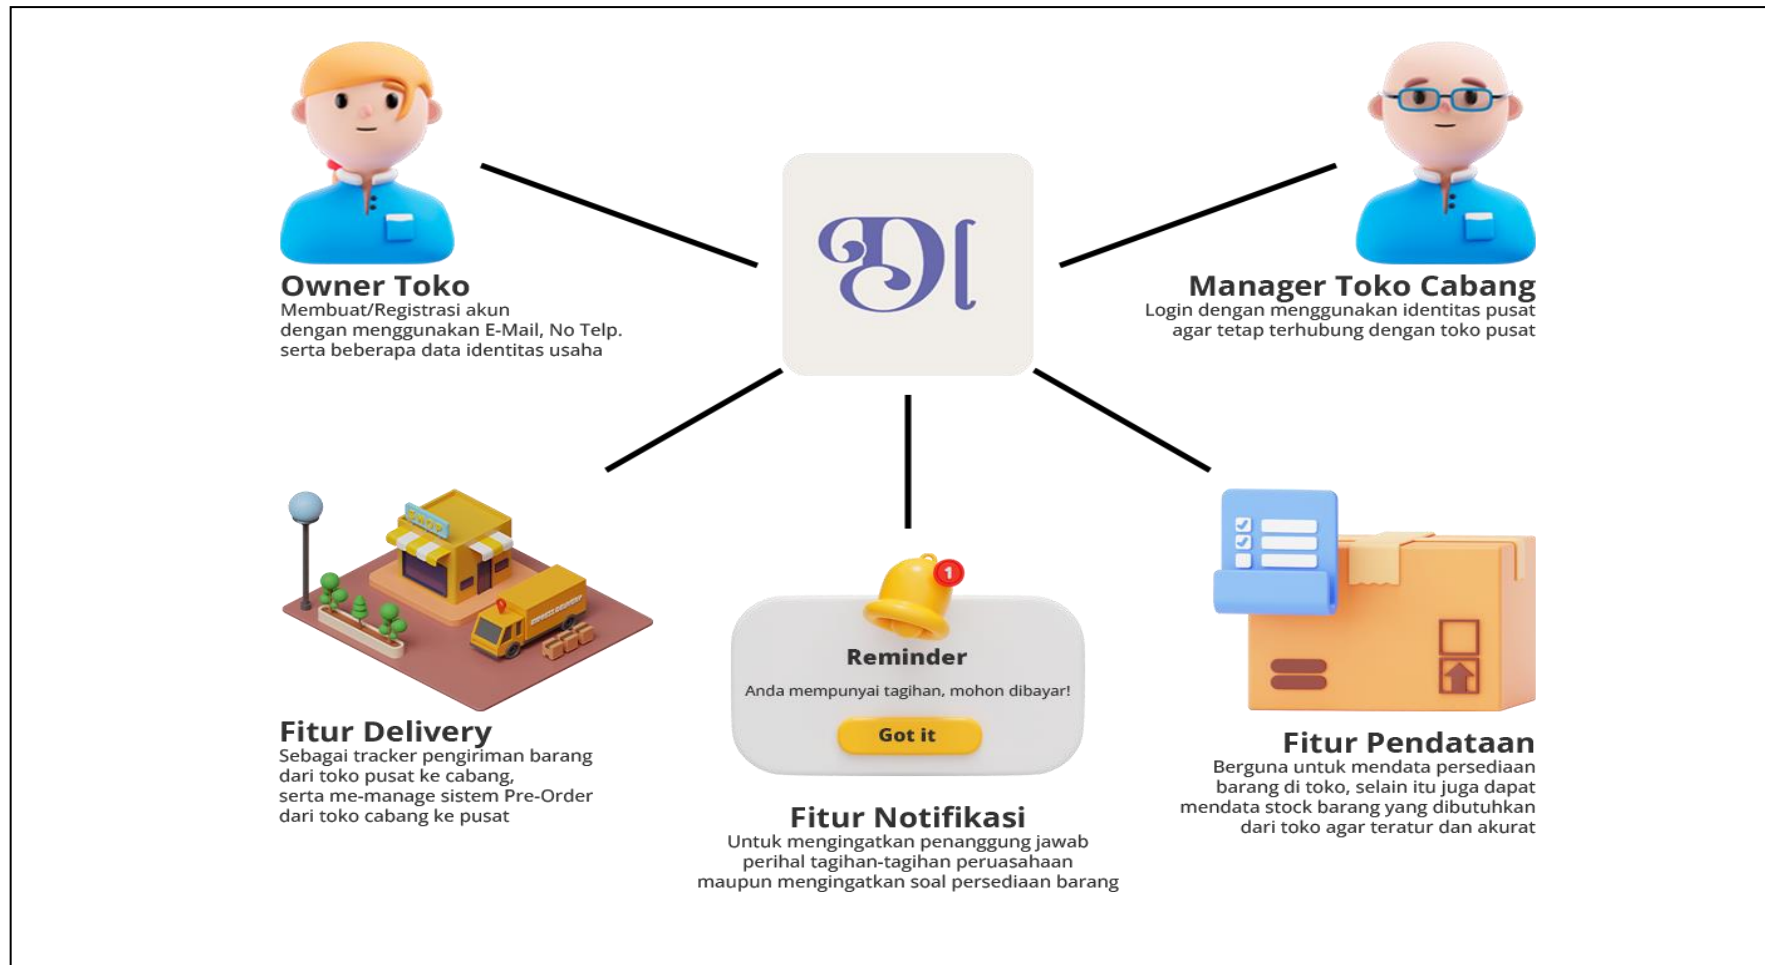 Dl
Owner Toko
Membuat/Registrasi akun
dengan menggunakan E-Mail, No Telp.
serta beberapa data identitas usaha
Manager Toko Cabang
Login dengan menggunakan identitas pusat
agar tetap terhubung dengan toko pusat
SHOP
EXPRESS DELIVERY
Fitur Delivery
Sebagai tracker pengiriman barang
dari toko pusat ke cabang,
serta me-manage sistem Pre-Order
dari toko cabang ke pusat
1
Reminder
Anda mempunyai tagihan, mohon dibayar!
Got it
Fitur Notifikasi
Untuk mengingatkan penanggung jawab
perihal tagihan-tagihan peruasahaan
maupun mengingatkan soal persediaan barang
Fitur Pendataan
Berguna untuk mendata persediaan
barang di toko, selain itu juga dapat
mendata stock barang yang dibutuhkan
dari toko agar teratur dan akurat